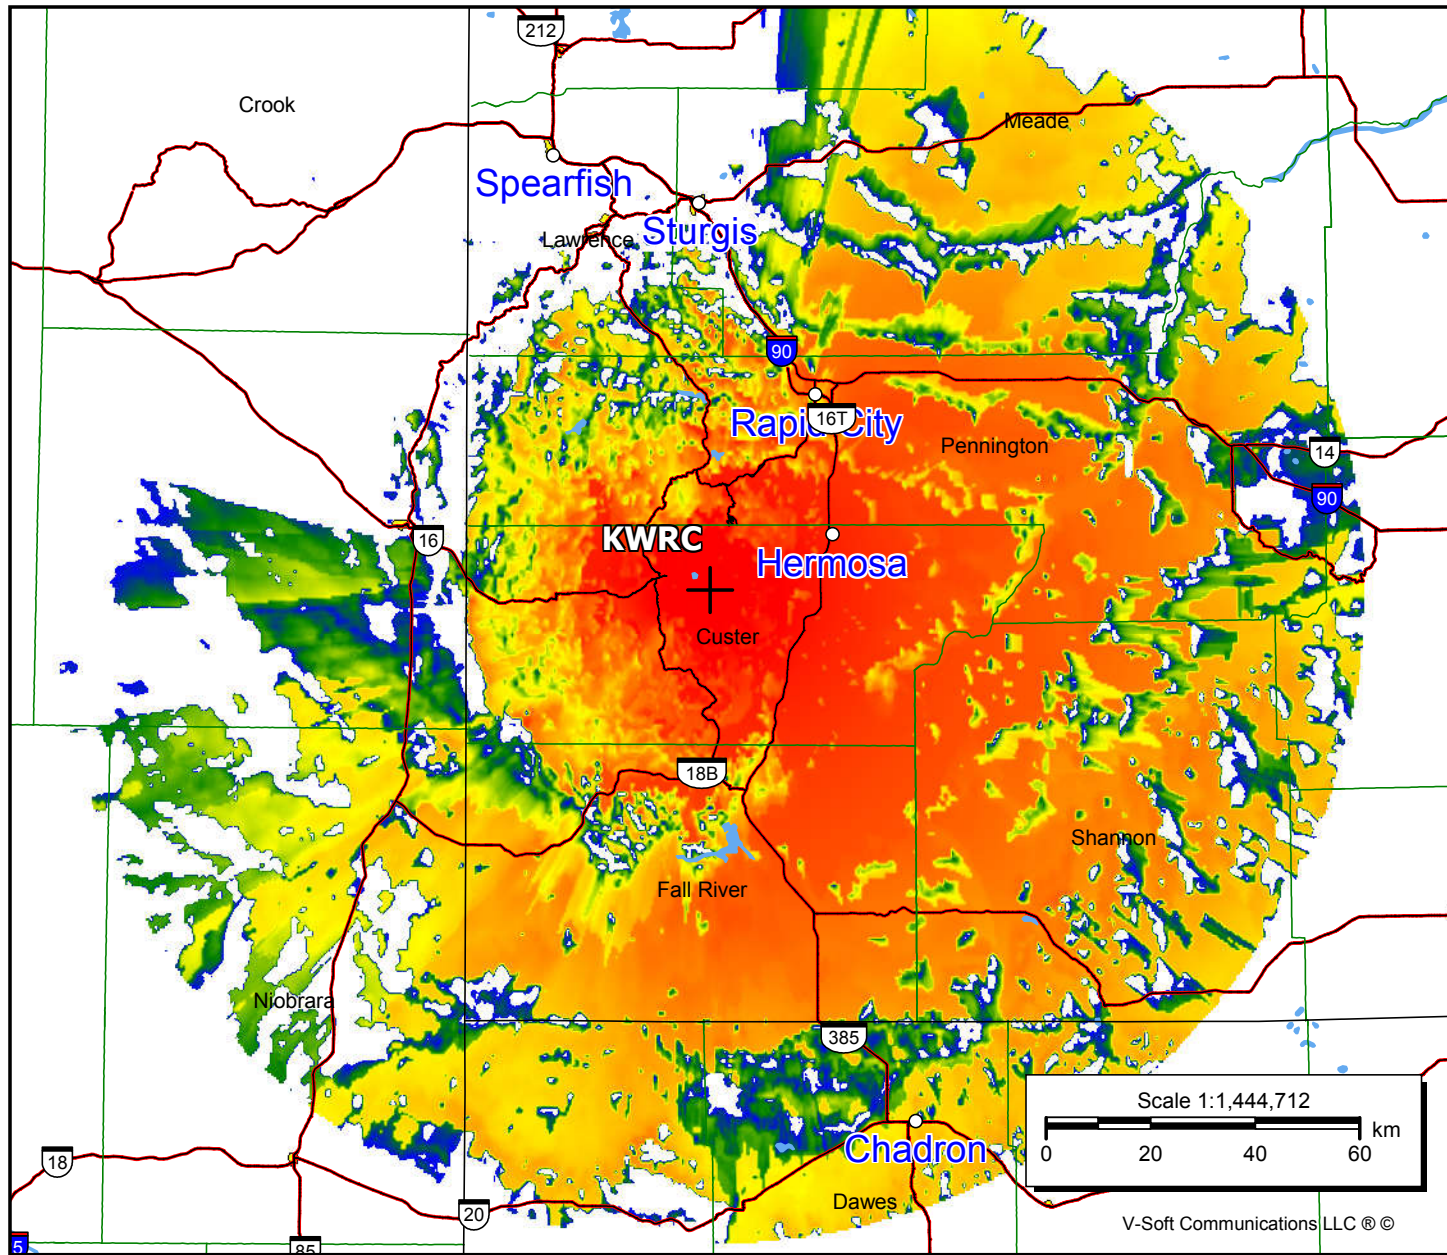 212
Crook
Meade
Spearfish
Lawrence
Sturgis
90
Rapid City
16T
Pennington
14
90
16
KWRC
Hermosa
Custer
18B
Shannon
Fall River
Niobrara
385
Scale 1:1,444,712
km
0 20 40 60
Chadron
18
Dawes
20
V-Soft Communications LLC ® ©
5
85